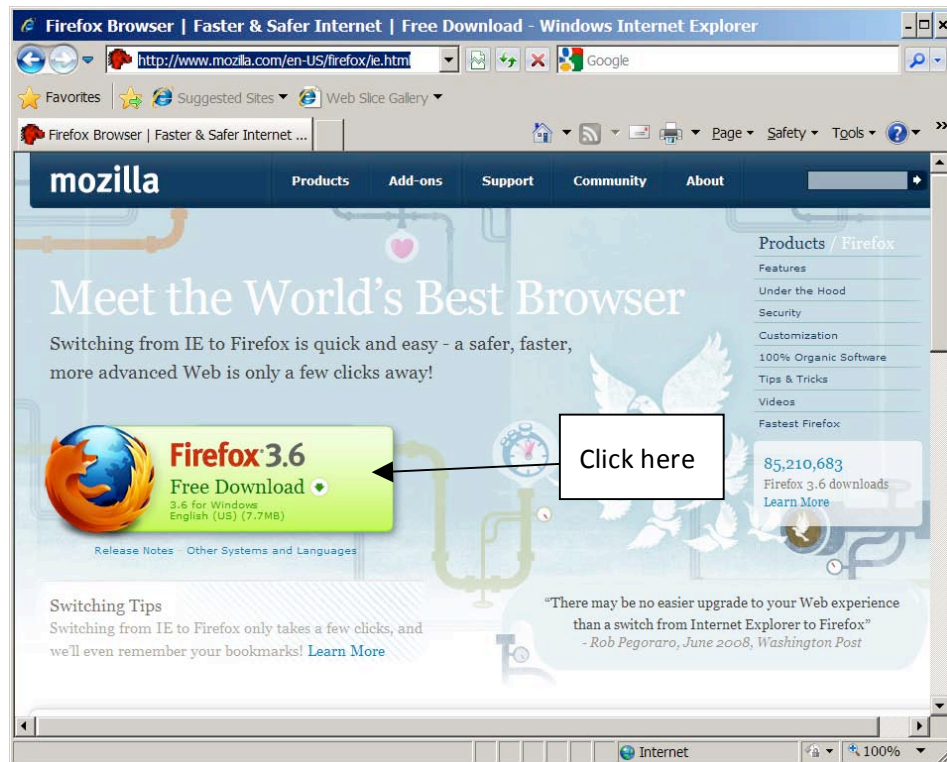 Firefox Browser | Faster & Safer Internet | Free Download - Windows Internet Explorer
http://www.mozilla.com/en-US/firefox/ie.html
Google
Favorites Suggested Sites Web Slice Gallery
Firefox Browser | Faster & Safer Internet ...
Page Safety Tools »
mozilla Products Add-ons Support Community About
Products / Firefox
Features
Under the Hood
Security
Customization
100% Organic Software
Tips & Tricks
Videos
Fastest Firefox
Meet the World's Best Browser
Switching from IE to Firefox is quick and easy - a safer, faster,
more advanced Web is only a few clicks away!
Firefox 3.6
Free Download
3.6 for Windows
English (US) (7.7MB)
Click here
85,210,683
Firefox 3.6 downloads
Learn More
Release Notes - Other Systems and Languages
Switching Tips
Switching from IE to Firefox only takes a few clicks, and
we'll even remember your bookmarks! Learn More
“There may be no easier upgrade to your Web experience
than a switch from Internet Explorer to Firefox”
- Rob Pegoraro, June 2008, Washington Post
Internet 100%